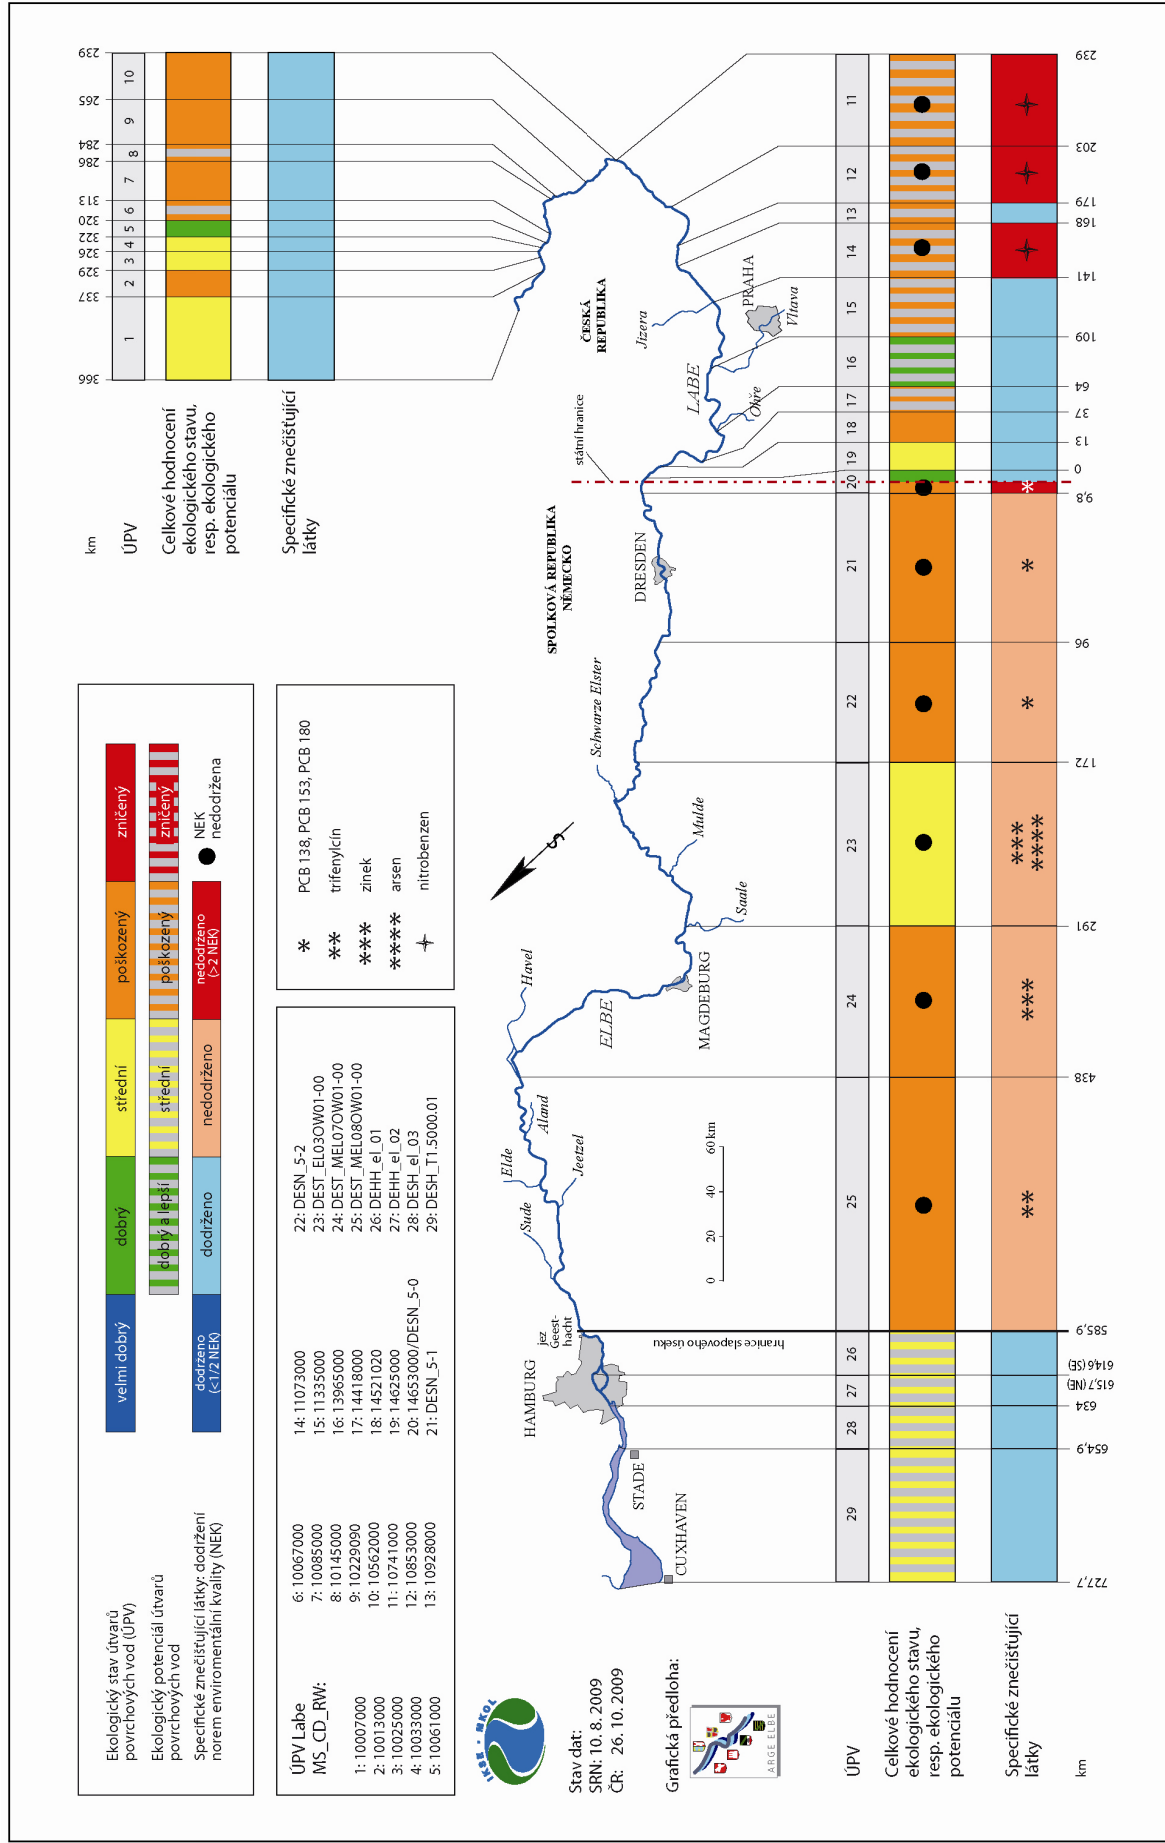 Ekologický stav útvarů
povrchových vod (ÚPV)
velmi dobrý
dobrý
střední
poškozený
zničený
Ekologický potenciál útvarů
povrchových vod
dobrý a lepší
střední
poškozený
zničený
Specifické znečišťující látky: dodržení
norem enviromentální kvality (NEK)
dodrženo
(<1/2 NEK)
dodrženo
nedodrženo
nedodrženo
(>2 NEK)
NEK
nedodržena
ÚPV Labe
MS_CD_RW:
1: 10007000
2: 10013000
3: 10025000
4: 10033000
5: 10061000
6: 10067000
7: 10085000
8: 10145000
9: 10229090
10: 10562000
11: 10741000
12: 10853000
13: 10928000
14: 11073000
15: 11335000
16: 13965000
17: 14418000
18: 14521020
19: 14625000
20: 14653000/DESN_5-0
21: DESN_5-1
22: DESN_5-2
23: DEST_EL03OW01-00
24: DEST_MEL07OW01-00
25: DEST_MEL08OW01-00
26: DEHH_el_01
27: DEHH_el_02
28: DESH_el_03
29: DESH_T1.5000.01
* PCB 138, PCB 153, PCB 180
** trifenylcín
*** zinek
**** arsen
nitrobenzen
km
366
337
329
326
322
320
313
286
284
265
239
ÚPV
1
2
3
4
5
6
7
8
9
10
Celkové hodnocení
ekologického stavu,
resp. ekologického
potenciálu
Specifické znečišťující
látky
IKSE · MKOL
Stav dat:
SRN: 10. 8. 2009
ČR: 26. 10. 2009
Grafická předloha:
ARGE ELBE
CUXHAVEN
STADE
HAMBURG
jez
Geest-
hacht
hranice slapového úseku
Sude
Elde
Jeetzel
Aland
Havel
ELBE
MAGDEBURG
Saale
Mulde
Schwarze Elster
S
0
20
40
60 km
SPOLKOVÁ REPUBLIKA
NĚMECKO
DRESDEN
státní hranice
ČESKÁ
REPUBLIKA
LABE
Ohře
Vltava
PRAHA
Jizera
ÚPV
29
28
27
26
25
24
23
22
21
20
19
18
17
16
15
14
13
12
11
Celkové hodnocení
ekologického stavu,
resp. ekologického
potenciálu
Specifické znečišťující
látky
**
***
***
****
*
*
*
km
727,7
654,9
634
615,7 (NE)
614,6 (SE)
585,9
438
162
172
96
9,8
0
13
37
64
109
141
168
179
203
239